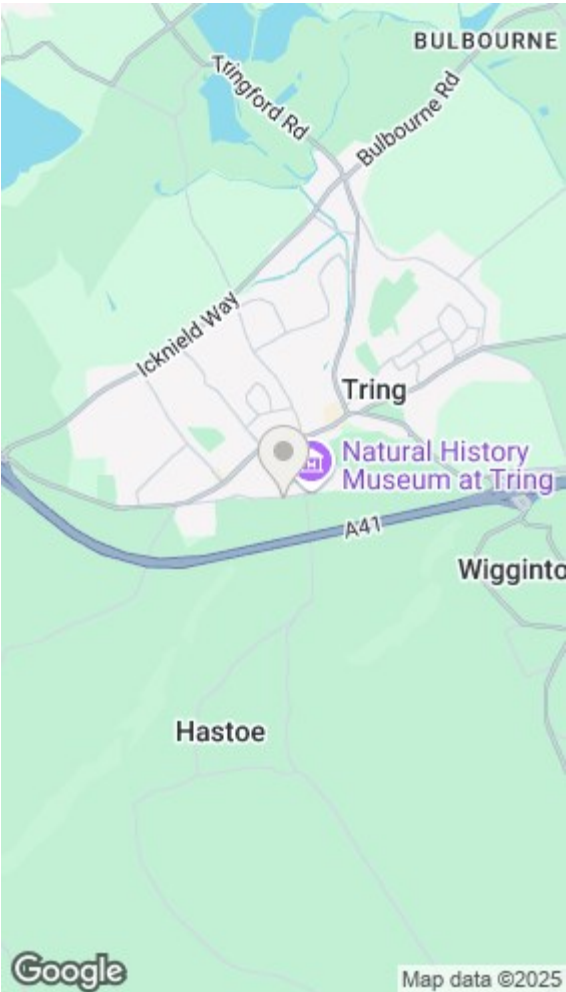 BULBOURNE
Tringford Rd
Bulbourne Rd
Icknield Way
Tring
Natural History
Museum at Tring
A41
Wigginto
Hastoe
Google
Map data ©2025